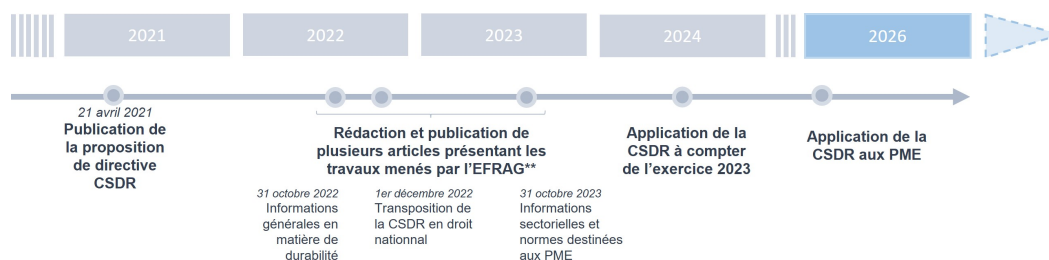 2021
2022
2023
2024
2026
21 avril 2021
Publication de
la proposition
de directive
CSDR
Rédaction et publication de
plusieurs articles présentant les
travaux menés par l'EFRAG**
31 octobre 2022
Informations
générales en
matière de
durabilité
1er décembre 2022
Transposition de
la CSDR en droit
nationnal
31 octobre 2023
Informations
sectorielles et
normes destinées
aux PME
Application de la
CSDR à compter
de l'exercice 2023
Application de la
CSDR aux PME